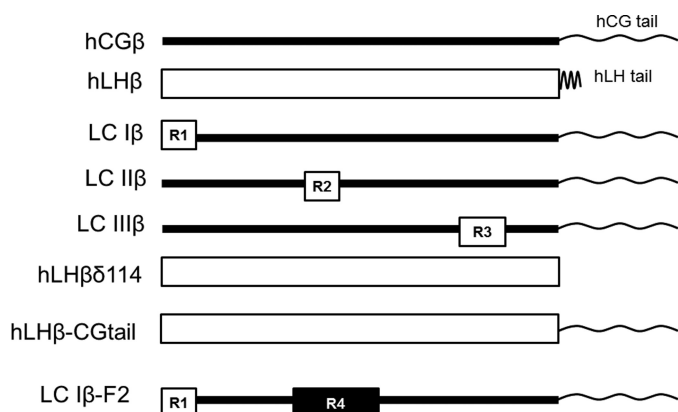 hCGβ hCG tail
hLHβ hLH tail
LC Iβ R1
LC IIβ R2
LC IIIβ R3
hLHβδ114
hLHβ-CGtail
LC Iβ-F2 R1 R4